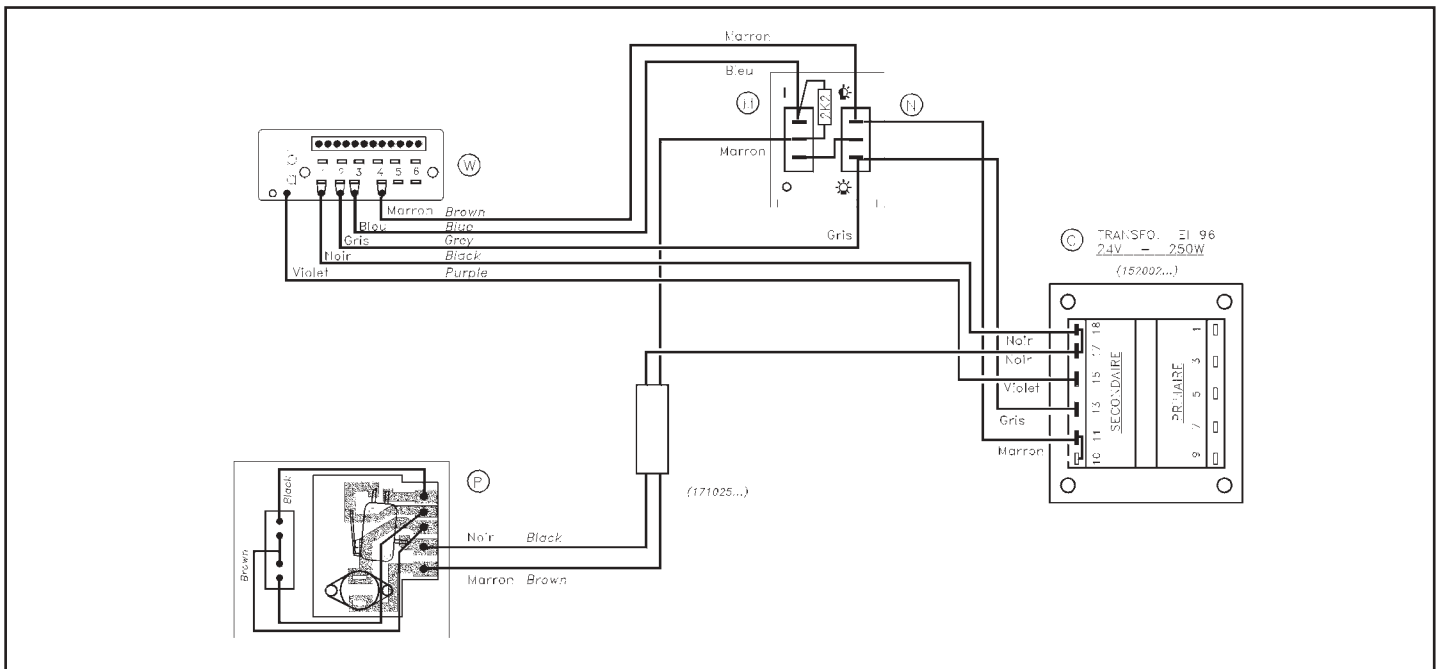 Marron
Bleu
M
N
2K2
I
Marron
b
a
1 2 3 4 5 6
W
Marron Brown
Bleu Blue
Gris Grey
Noir Black
Violet Purple
Gris
C TRANSFO. EI 96
24V – 250W
(152002...)
Noir
Noir
Violet
Gris
Marron
18
17
15
13
11
10
SECONDAIRE
PRIMAIRE
1
3
5
7
9
(171025...)
P
Black
Brown
Noir Black
Marron Brown